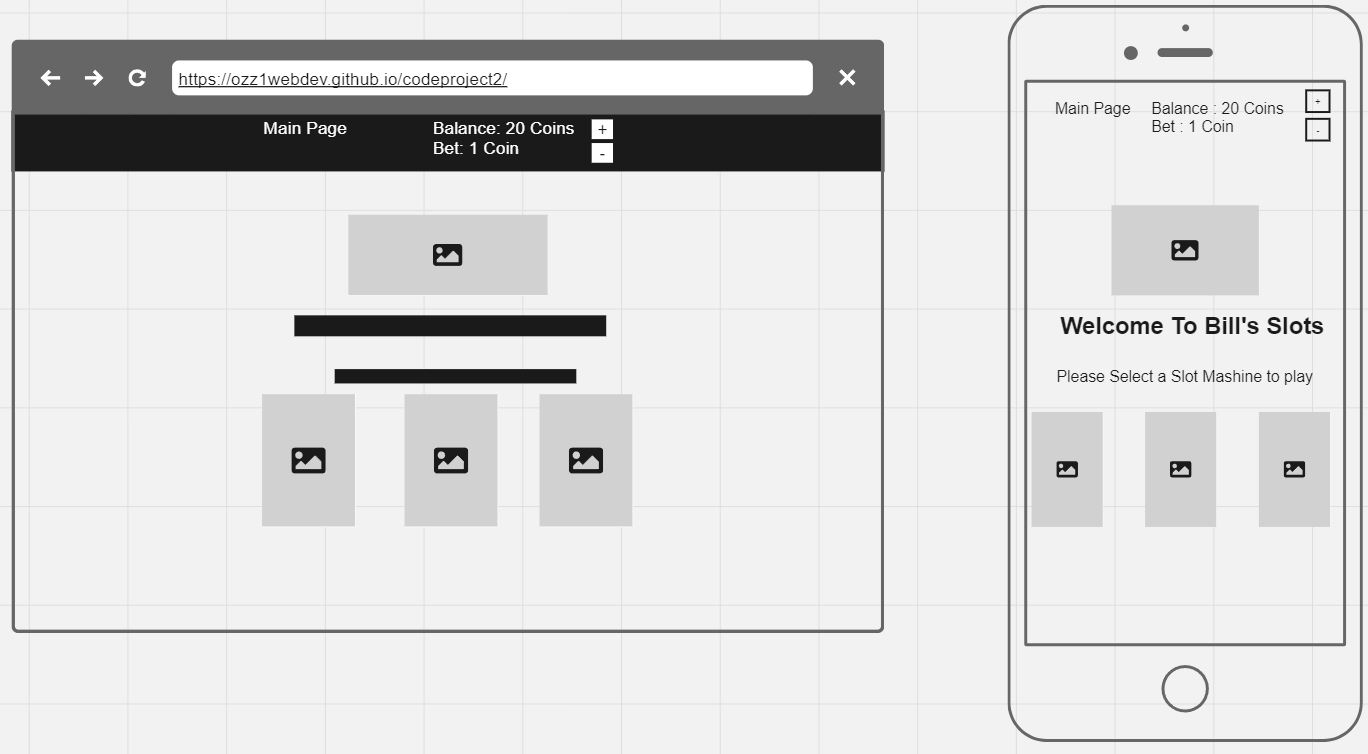 https://ozz1webdev.github.io/codeproject2/
Main Page
Balance: 20 Coins
+
Bet: 1 Coin
-
Main Page
Balance : 20 Coins
+
Bet : 1 Coin
-
Welcome To Bill's Slots
Please Select a Slot Mashine to play